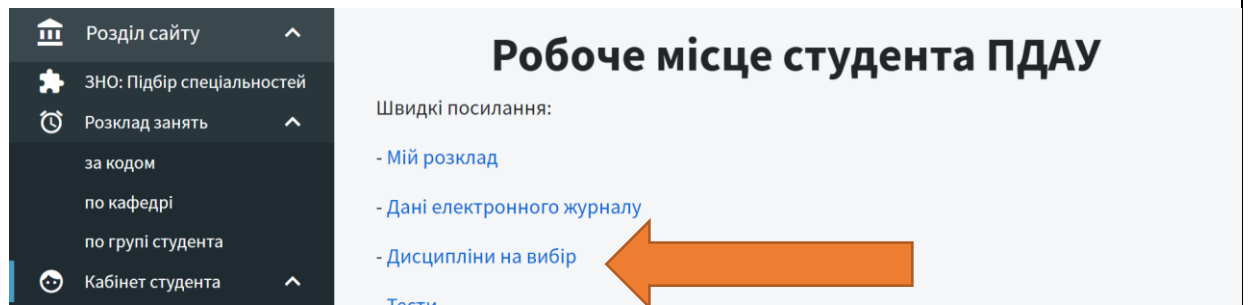 Розділ сайту
ЗНО: Підбір спеціальностей
Розклад занять
за кодом
по кафедрі
по групі студента
Кабінет студента
Робоче місце студента ПДАУ
Швидкі посилання:
- Мій розклад
- Дані електронного журналу
- Дисципліни на вибір
- Тести